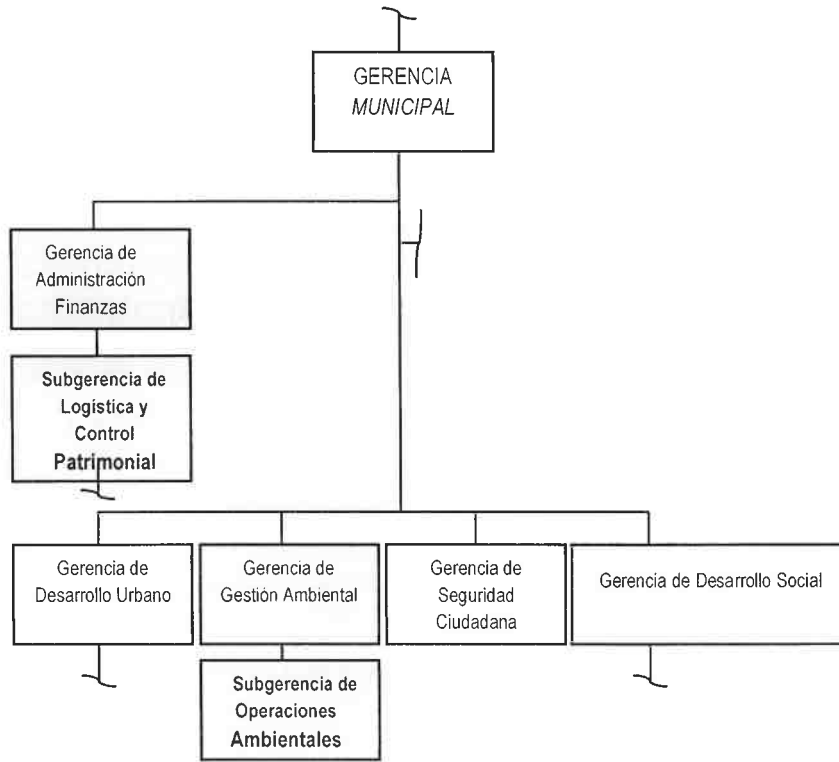 GERENCIA
MUNICIPAL
Gerencia de
Administración
Finanzas
Subgerencia de
Logística y
Control
Patrimonial
Gerencia de
Desarrollo Urbano
Gerencia de
Gestión Ambiental
Gerencia de
Seguridad
Ciudadana
Gerencia de Desarrollo Social
Subgerencia de
Operaciones
Ambientales